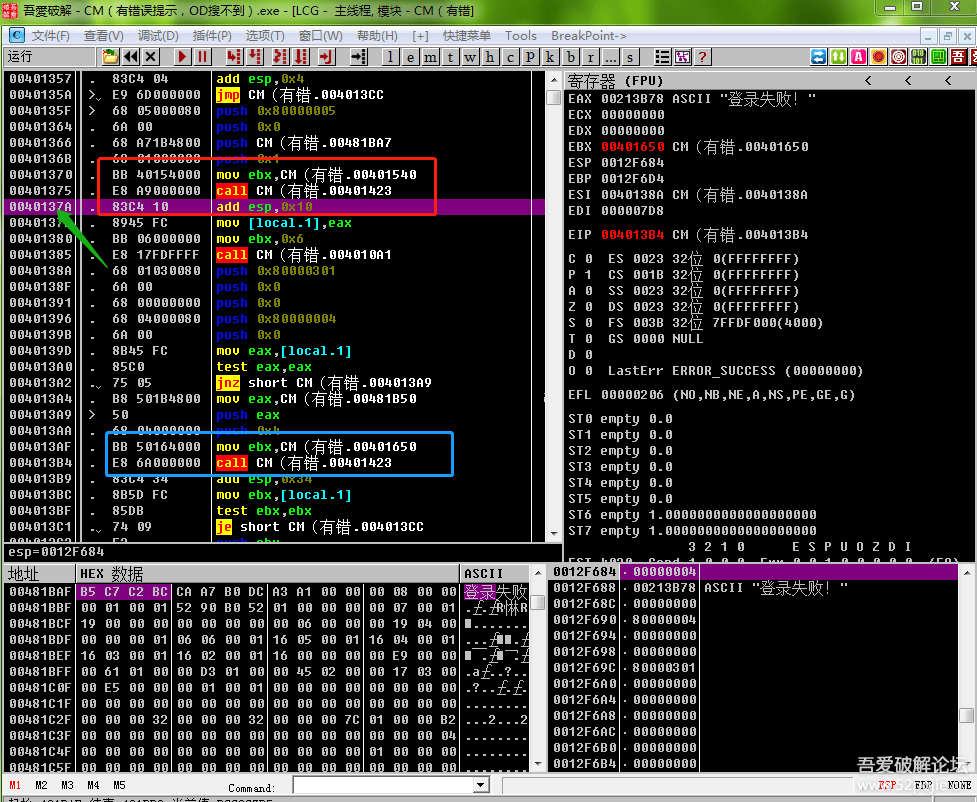 吾愛破解 - CM（有错误提示，OD搜不到）.exe - [LCG - 主线程, 模块 - CM（有错]
C 文件(F) 查看(V) 调试(D) 插件(P) 选项(T) 窗口(W) 帮助(H) [+] 快捷菜单 Tools BreakPoint->
运行 l e m t w h c p k b r ... s ?
00401357 . 83C4 04 add esp,0x4
0040135A >. E9 6D000000 jmp CM（有错.004013CC
0040135F > 68 05000080 push 0x80000005
00401364 . 6A 00 push 0x0
00401366 . 68 A71B4800 push CM（有错.00481BA7
0040136B . 68 01000000 push 0x1
00401370 . BB 40154000 mov ebx,CM（有错.00401540
00401375 . E8 A9000000 call CM（有错.00401423
0040137A . 83C4 10 add esp,0x10
0040137D . 8945 FC mov [local.1],eax
00401380 . BB 06000000 mov ebx,0x6
00401385 . E8 17FDFFFF call CM（有错.004010A1
0040138A . 68 01030080 push 0x80000301
0040138F . 6A 00 push 0x0
00401391 . 68 00000000 push 0x0
00401396 . 68 04000080 push 0x80000004
0040139B . 6A 00 push 0x0
0040139D . 8B45 FC mov eax,[local.1]
004013A0 . 85C0 test eax,eax
004013A2 . 75 05 jnz short CM（有错.004013A9
004013A4 . B8 501B4800 mov eax,CM（有错.00481B50
004013A9 > 50 push eax
004013AA . 68 04000000 push 0x4
004013AF . BB 50164000 mov ebx,CM（有错.00401650
004013B4 . E8 6A000000 call CM（有错.00401423
004013B9 . 83C4 34 add esp,0x34
004013BC . 8B5D FC mov ebx,[local.1]
004013BF . 85DB test ebx,ebx
004013C1 . 74 09 je short CM（有错.004013CC
esp=0012F684
寄存器 (FPU) < < <
EAX 00213B78 ASCII "登录失败！"
ECX 00000000
EDX 00000000
EBX 00401650 CM（有错.00401650
ESP 0012F684
EBP 0012F6D4
ESI 0040138A CM（有错.0040138A
EDI 000007D8
EIP 004013B4 CM（有错.004013B4
C 0 ES 0023 32位 0(FFFFFFFF)
P 1 CS 001B 32位 0(FFFFFFFF)
A 0 SS 0023 32位 0(FFFFFFFF)
Z 0 DS 0023 32位 0(FFFFFFFF)
S 0 FS 003B 32位 7FFDF000(4000)
T 0 GS 0000 NULL
D 0
O 0 LastErr ERROR_SUCCESS (00000000)
EFL 00000206 (NO,NB,NE,A,NS,PE,GE,G)
ST0 empty 0.0
ST1 empty 0.0
ST2 empty 0.0
ST3 empty 0.0
ST4 empty 0.0
ST5 empty 0.0
ST6 empty 1.0000000000000000000
ST7 empty 1.0000000000000000000
3 2 1 0 E S P U O Z D I
地址 HEX 数据 ASCII
00481BAF B5 C7 C2 BC CA A7 B0 DC A3 A1 00 00 00 08 00 00 登录失败
00481BBF 00 01 00 01 52 90 B0 52 01 00 00 00 00 07 00 01
00481BCF 19 00 00 00 00 00 00 00 00 06 00 00 00 19 04 00
00481BDF 00 00 00 01 06 06 00 01 16 05 00 01 16 04 00 01
00481BEF 16 03 00 01 16 02 00 01 16 00 00 00 00 E9 00 00
00481BFF 00 61 01 00 00 D3 01 00 00 45 02 00 00 17 03 00
00481C0F 00 E5 00 00 00 01 00 01 00 00 00 00 00 00 00 00
00481C1F 00 00 00 00 00 00 00 00 00 00 00 00 00 00 00 00
00481C2F 00 00 00 32 00 00 00 32 00 00 00 7C 01 00 00 B2 ...2...2
00481C3F 00 00 00 00 00 00 00 00 00 00 00 00 00 00 00 04
00481C4F 00 00 00 00 00 00 00 00 00 00 00 00 01 00 00 00
00481C5F 00 00 00 00 00 00 00 00 00 00 00 00 00 00 00 00
0012F684 00000004
0012F688 00213B78 ASCII "登录失败！"
0012F68C 00000000
0012F690 80000004
0012F694 00000000
0012F698 00000000
0012F69C 80000301
0012F6A0 00000000
0012F6A4 00000000
0012F6A8 00000000
0012F6AC 00000000
0012F6B0 00000000
0012F6B4 00000000
吾爱破解论坛
M1 M2 M3 M4 M5 Command: ESP EBP NONE